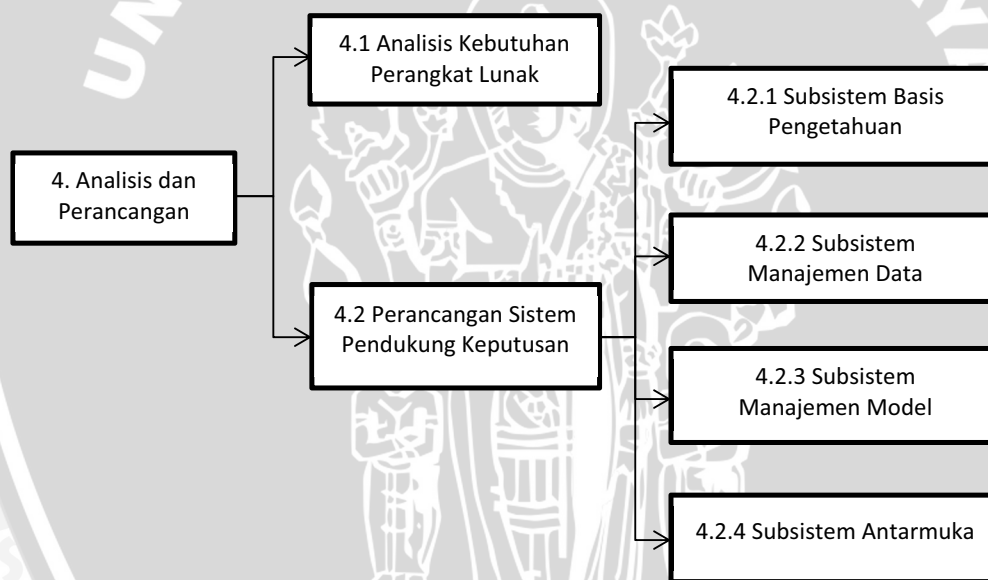 4. Analisis dan
Perancangan
4.1 Analisis Kebutuhan
Perangkat Lunak
4.2 Perancangan Sistem
Pendukung Keputusan
4.2.1 Subsistem Basis
Pengetahuan
4.2.2 Subsistem
Manajemen Data
4.2.3 Subsistem
Manajemen Model
4.2.4 Subsistem Antarmuka